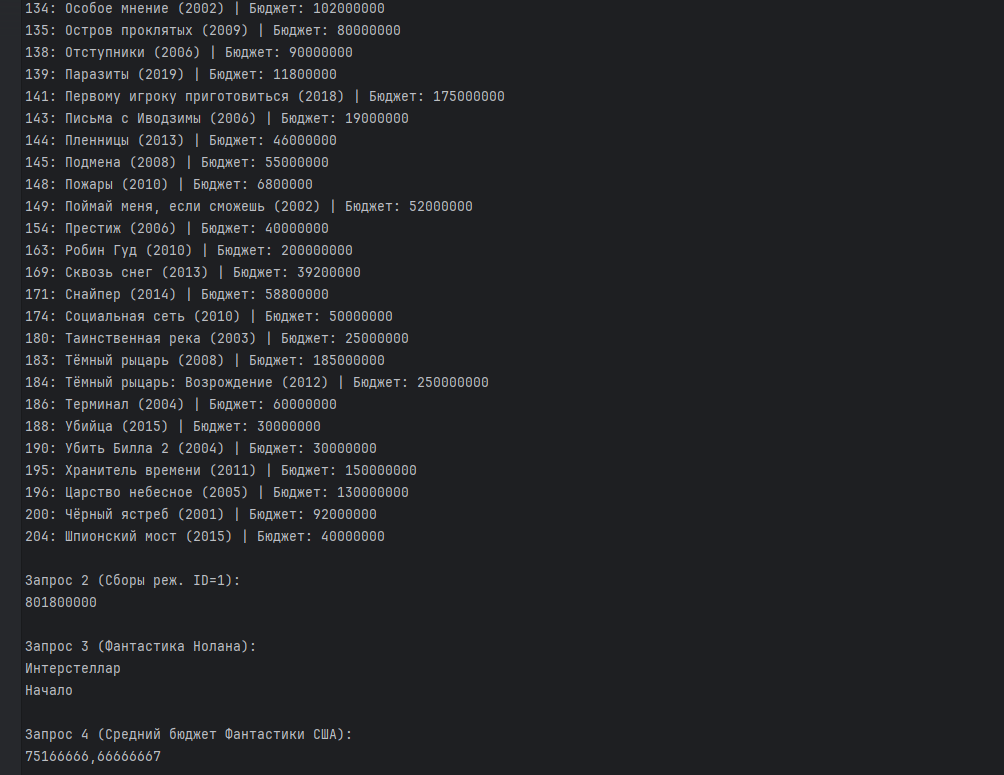 134: Особое мнение (2002) | Бюджет: 102000000
135: Остров проклятых (2009) | Бюджет: 80000000
138: Отступники (2006) | Бюджет: 90000000
139: Паразиты (2019) | Бюджет: 11800000
141: Первому игроку приготовиться (2018) | Бюджет: 175000000
143: Письма с Иводзимы (2006) | Бюджет: 19000000
144: Пленницы (2013) | Бюджет: 46000000
145: Подмена (2008) | Бюджет: 55000000
148: Пожары (2010) | Бюджет: 6800000
149: Поймай меня, если сможешь (2002) | Бюджет: 52000000
154: Престиж (2006) | Бюджет: 40000000
163: Робин Гуд (2010) | Бюджет: 200000000
169: Сквозь снег (2013) | Бюджет: 39200000
171: Снайпер (2014) | Бюджет: 58800000
174: Социальная сеть (2010) | Бюджет: 50000000
180: Таинственная река (2003) | Бюджет: 25000000
183: Тёмный рыцарь (2008) | Бюджет: 185000000
184: Тёмный рыцарь: Возрождение (2012) | Бюджет: 250000000
186: Терминал (2004) | Бюджет: 60000000
188: Убийца (2015) | Бюджет: 30000000
190: Убить Билла 2 (2004) | Бюджет: 30000000
195: Хранитель времени (2011) | Бюджет: 150000000
196: Царство небесное (2005) | Бюджет: 130000000
200: Чёрный ястреб (2001) | Бюджет: 92000000
204: Шпионский мост (2015) | Бюджет: 40000000
Запрос 2 (Сборы реж. ID=1):
801800000
Запрос 3 (Фантастика Нолана):
Интерстеллар
Начало
Запрос 4 (Средний бюджет Фантастики США):
75166666,66666667